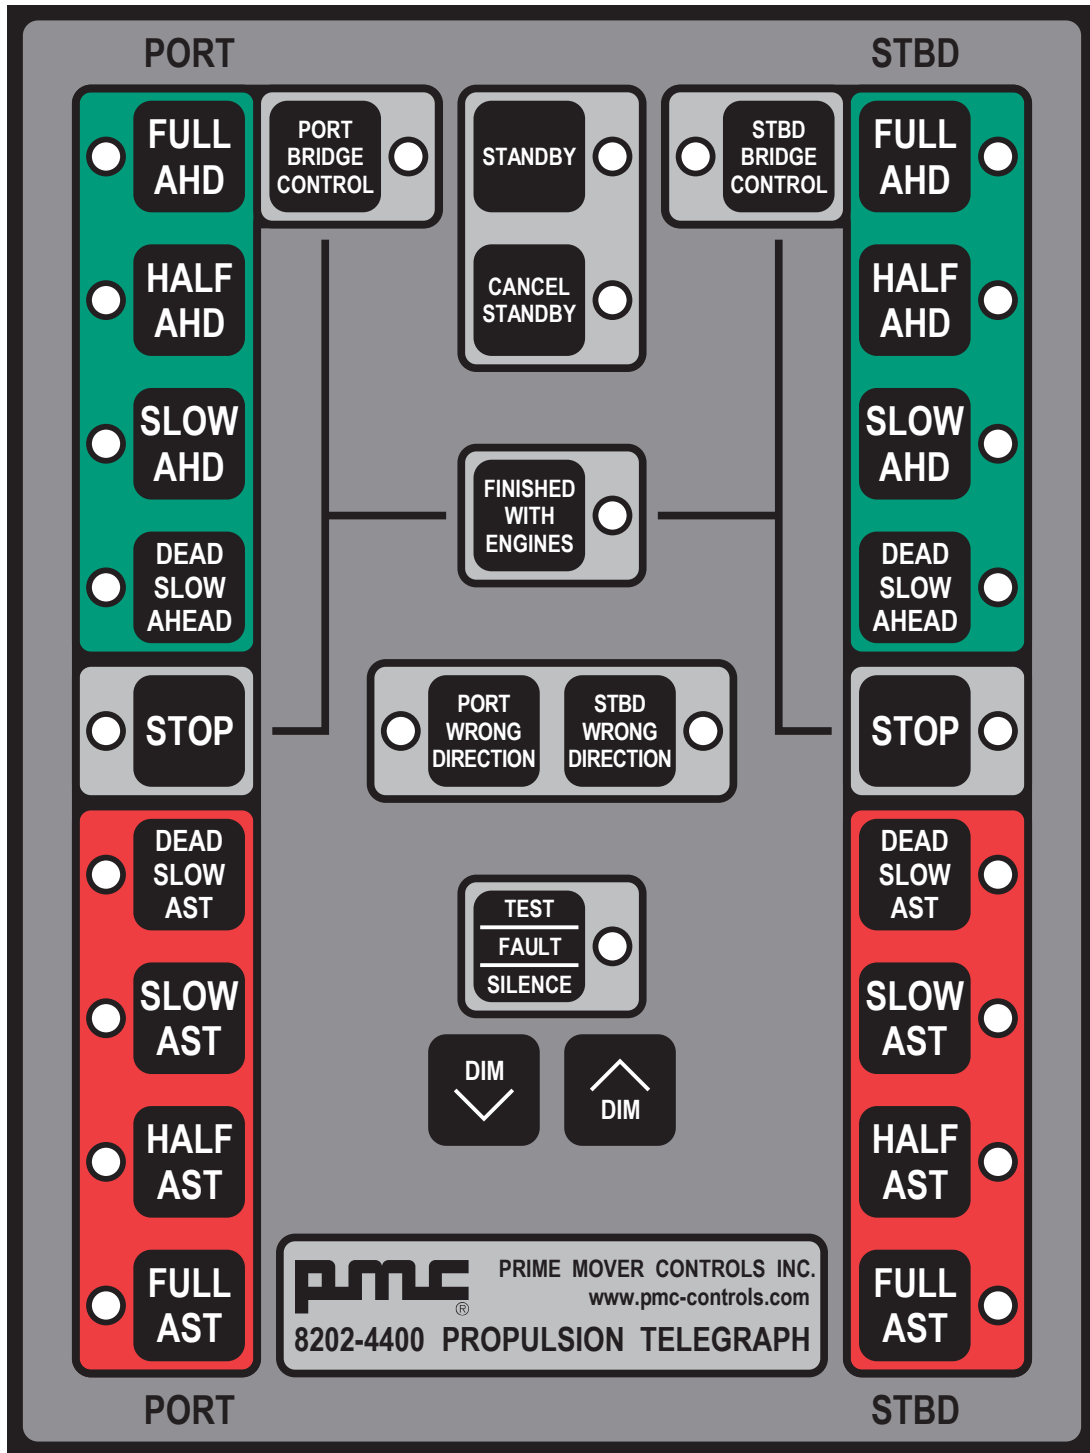 PORT
STBD
FULL
AHD
PORT
BRIDGE
CONTROL
STANDBY
STBD
BRIDGE
CONTROL
FULL
AHD
HALF
AHD
CANCEL
STANDBY
HALF
AHD
SLOW
AHD
FINISHED
WITH
ENGINES
SLOW
AHD
DEAD
SLOW
AHEAD
DEAD
SLOW
AHEAD
STOP
PORT
WRONG
DIRECTION
STBD
WRONG
DIRECTION
STOP
DEAD
SLOW
AST
TEST
FAULT
SILENCE
DEAD
SLOW
AST
SLOW
AST
DIM
DIM
SLOW
AST
HALF
AST
HALF
AST
FULL
AST
pmc®
PRIME MOVER CONTROLS INC.
www.pmc-controls.com
8202-4400 PROPULSION TELEGRAPH
FULL
AST
PORT
STBD